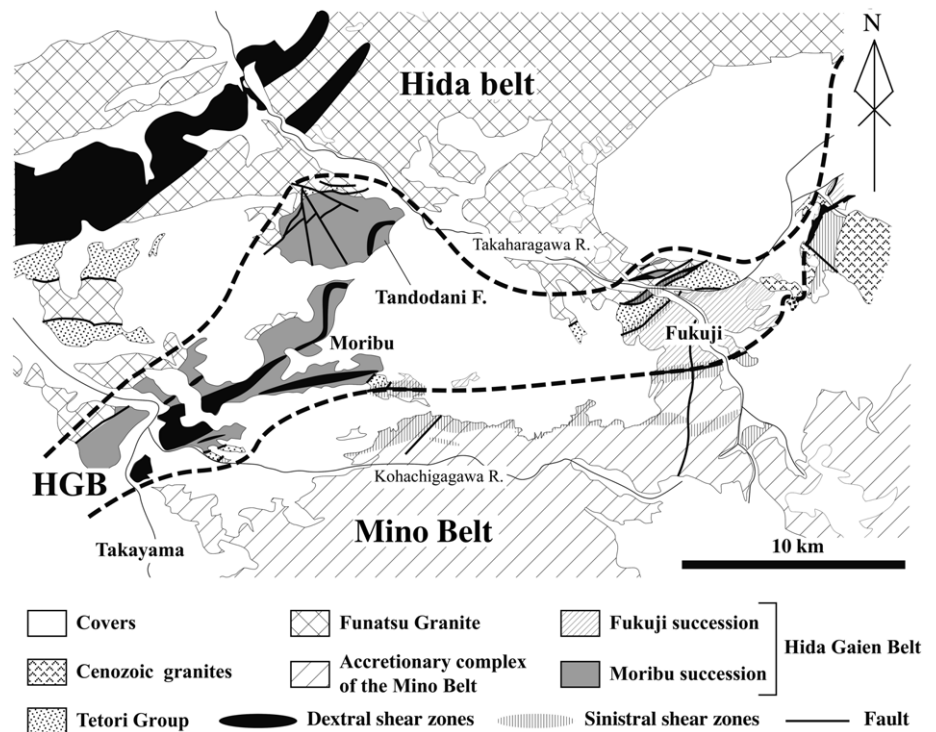 N
Hida belt
Takaharagawa R.
Tandodani F.
Fukuji
Moribu
HGB
Kohachigagawa R.
Mino Belt
Takayama
10 km
Covers
Funatsu Granite
Fukuji succession
Hida Gaien Belt
Cenozoic granites
Accretionary complex
of the Mino Belt
Moribu succession
Tetori Group
Dextral shear zones
Sinistral shear zones
Fault